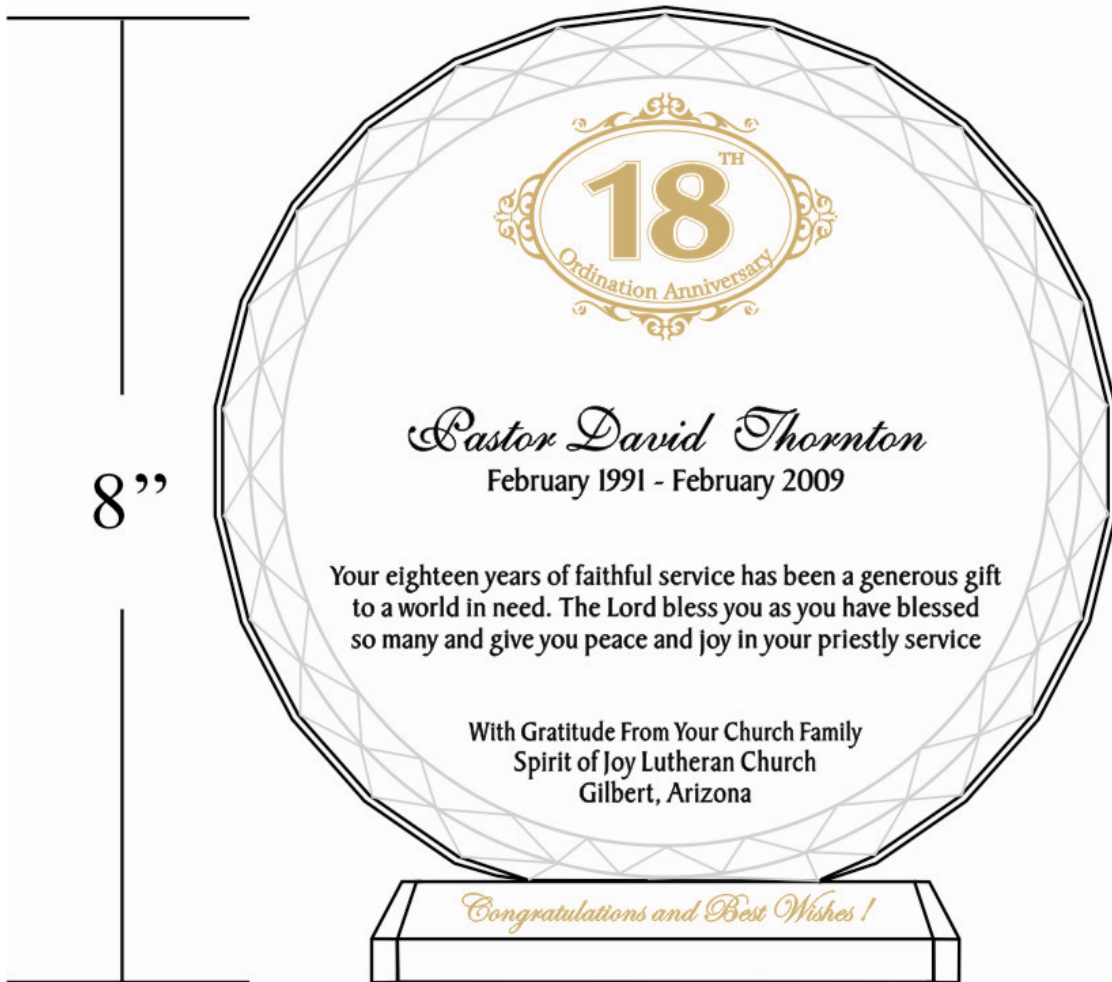 18TH
Ordination Anniversary
Pastor David Thornton
February 1991 - February 2009
8”
Your eighteen years of faithful service has been a generous gift
to a world in need. The Lord bless you as you have blessed
so many and give you peace and joy in your priestly service
With Gratitude From Your Church Family
Spirit of Joy Lutheran Church
Gilbert, Arizona
Congratulations and Best Wishes !